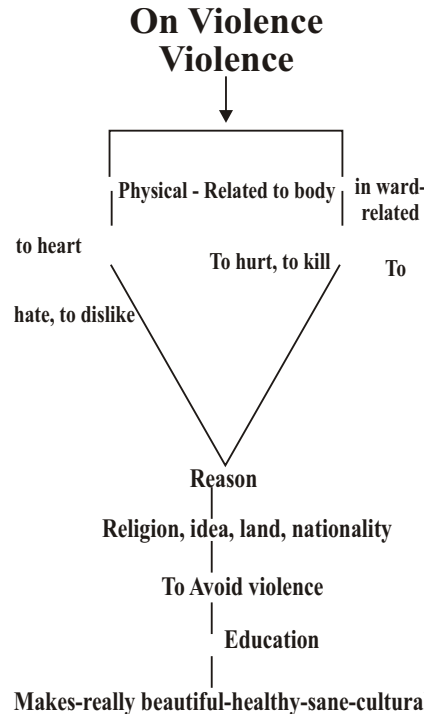 On Violence
Violence
Physical - Related to body
in ward-
related
to heart
To hurt, to kill
To
hate, to dislike
Reason
Religion, idea, land, nationality
To Avoid violence
Education
Makes-really beautiful-healthy-sane-cultura